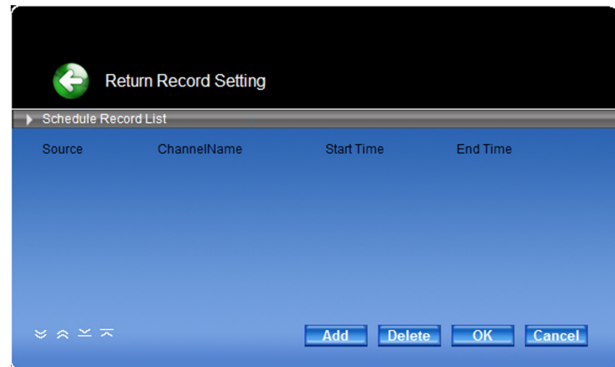 Return Record Setting
Schedule Record List
Source ChannelName Start Time End Time
Add Delete OK Cancel